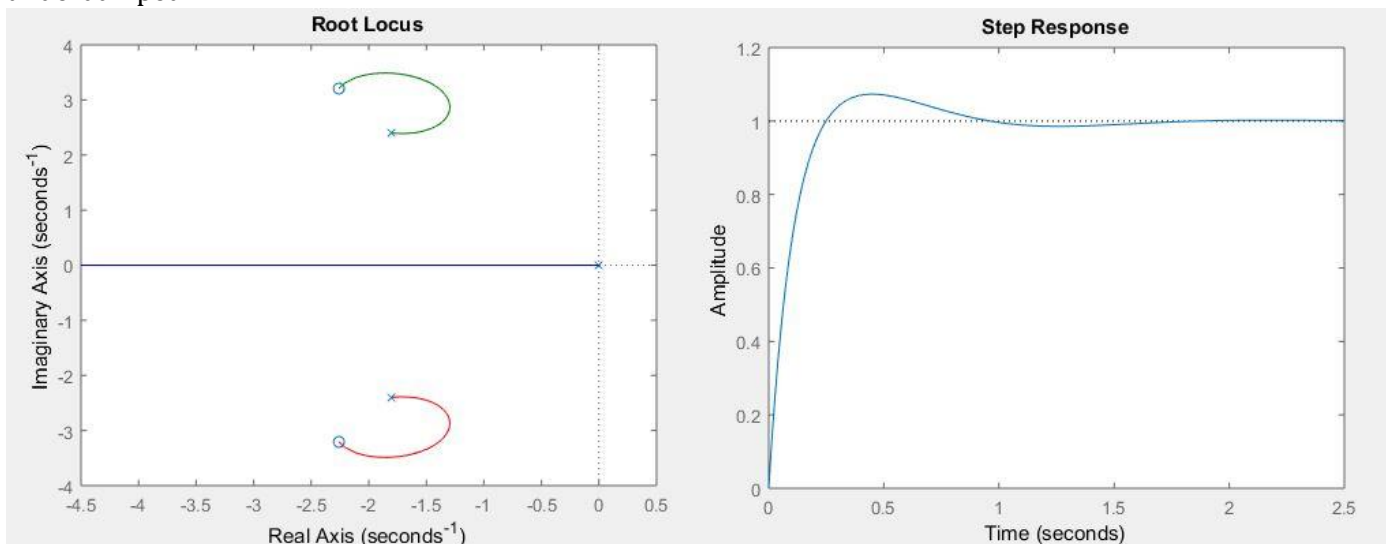 Root Locus
4
3
2
1
0
-1
-2
-3
-4
Imaginary Axis (seconds⁻¹)
-4.5 -4 -3.5 -3 -2.5 -2 -1.5 -1 -0.5 0 0.5
Real Axis (seconds⁻¹)
Step Response
1.2
1
0.8
0.6
0.4
0.2
0
Amplitude
0 0.5 1 1.5 2 2.5
Time (seconds)